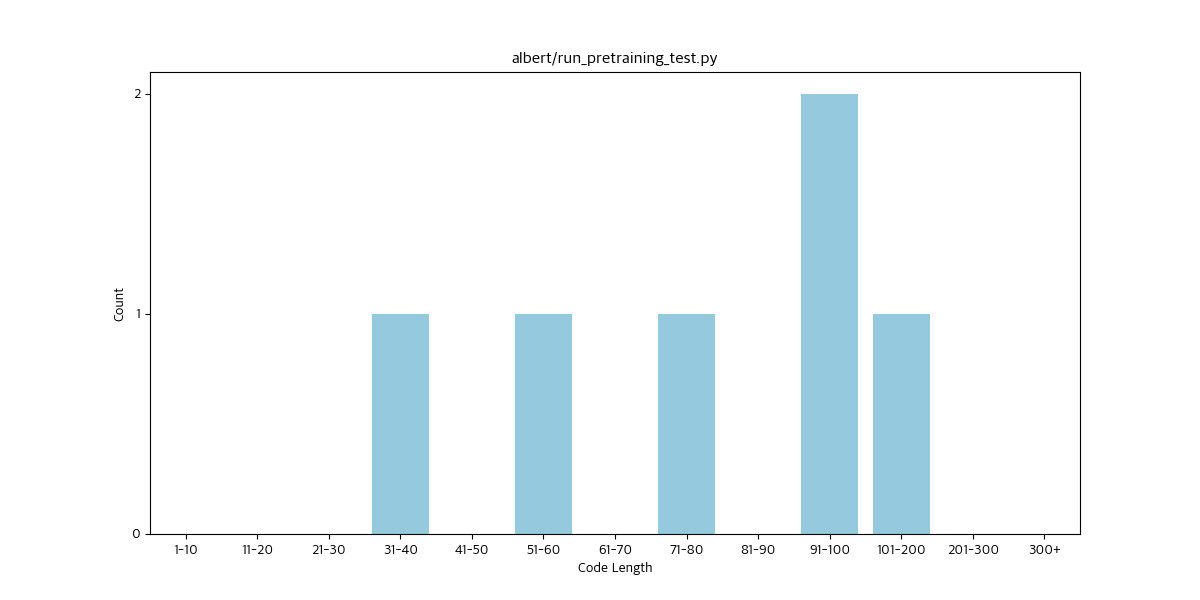 albert/run_pretraining_test.py
Count
2
1
0
1-10 11-20 21-30 31-40 41-50 51-60 61-70 71-80 81-90 91-100 101-200 201-300 300+
Code Length